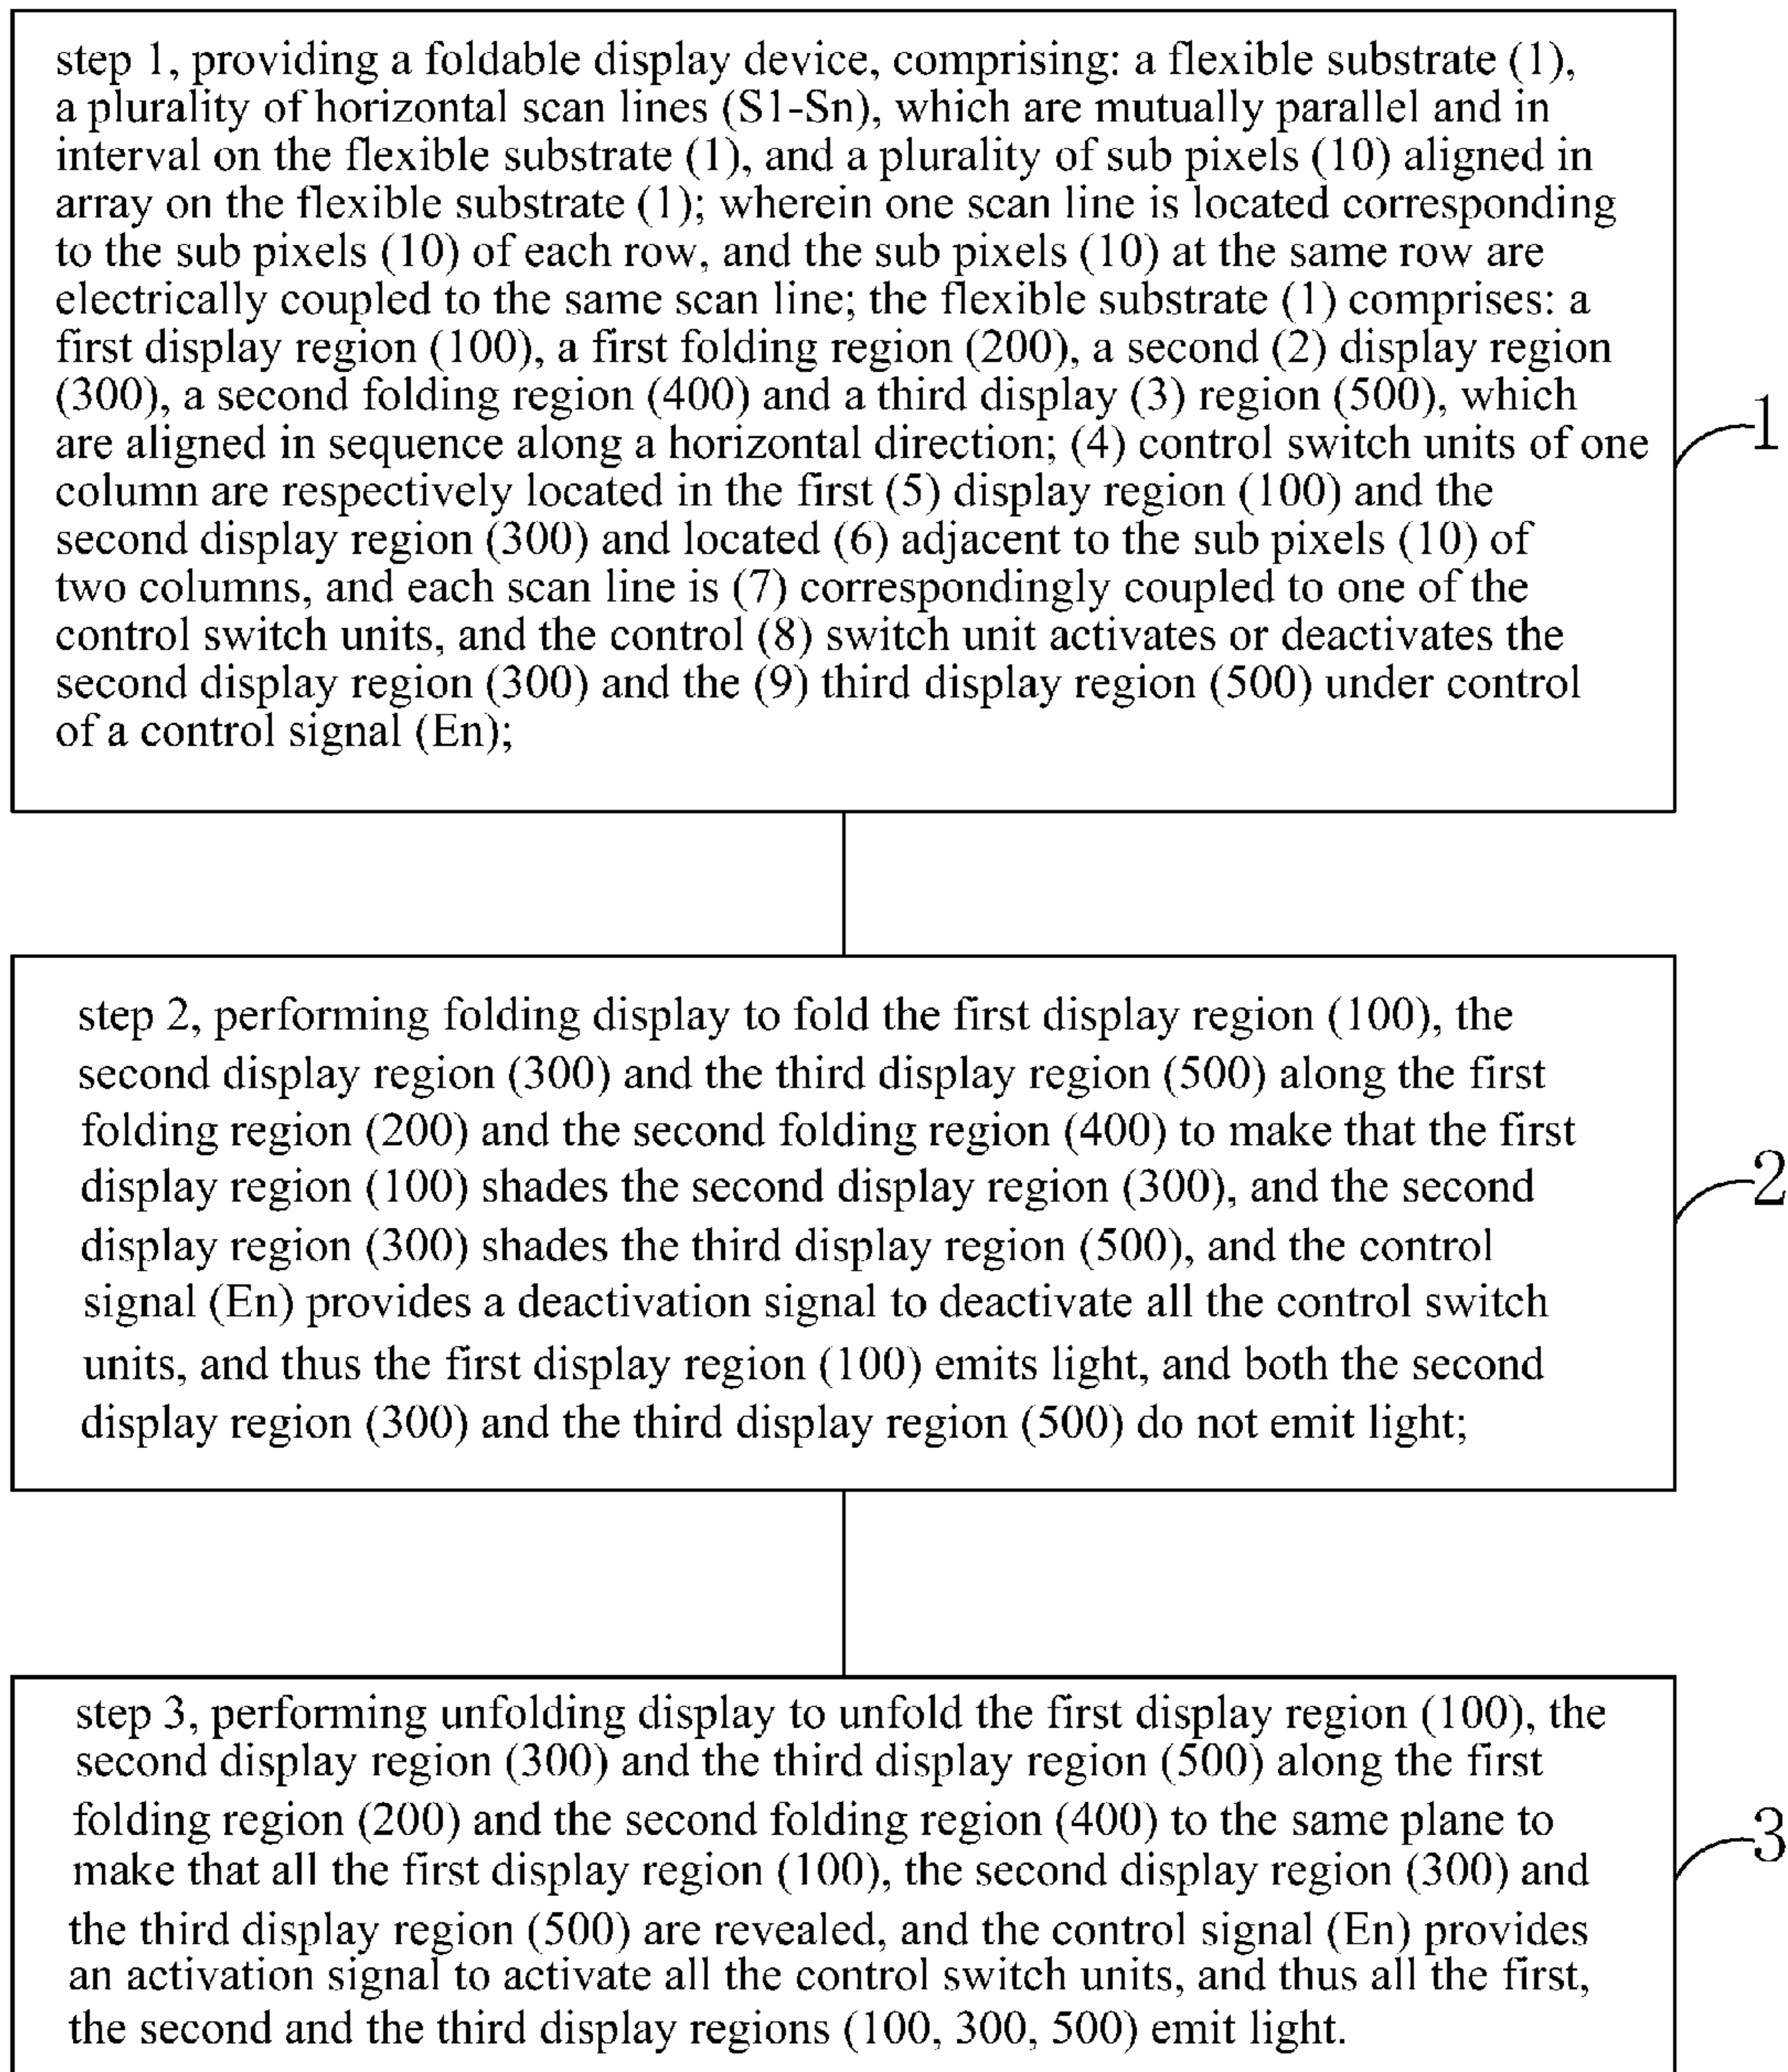 step 1, providing a foldable display device, comprising: a flexible substrate (1),
a plurality of horizontal scan lines (S1-Sn), which are mutually parallel and in
interval on the flexible substrate (1), and a plurality of sub pixels (10) aligned in
array on the flexible substrate (1); wherein one scan line is located corresponding
to the sub pixels (10) of each row, and the sub pixels (10) at the same row are
electrically coupled to the same scan line; the flexible substrate (1) comprises: a
first display region (100), a first folding region (200), a second (2) display region
(300), a second folding region (400) and a third display (3) region (500), which
are aligned in sequence along a horizontal direction; (4) control switch units of one
column are respectively located in the first (5) display region (100) and the
second display region (300) and located (6) adjacent to the sub pixels (10) of
two columns, and each scan line is (7) correspondingly coupled to one of the
control switch units, and the control (8) switch unit activates or deactivates the
second display region (300) and the (9) third display region (500) under control
of a control signal (En);
1
step 2, performing folding display to fold the first display region (100), the
second display region (300) and the third display region (500) along the first
folding region (200) and the second folding region (400) to make that the first
display region (100) shades the second display region (300), and the second
display region (300) shades the third display region (500), and the control
signal (En) provides a deactivation signal to deactivate all the control switch
units, and thus the first display region (100) emits light, and both the second
display region (300) and the third display region (500) do not emit light;
2
step 3, performing unfolding display to unfold the first display region (100), the
second display region (300) and the third display region (500) along the first
folding region (200) and the second folding region (400) to the same plane to
make that all the first display region (100), the second display region (300) and
the third display region (500) are revealed, and the control signal (En) provides
an activation signal to activate all the control switch units, and thus all the first,
the second and the third display regions (100, 300, 500) emit light.
3